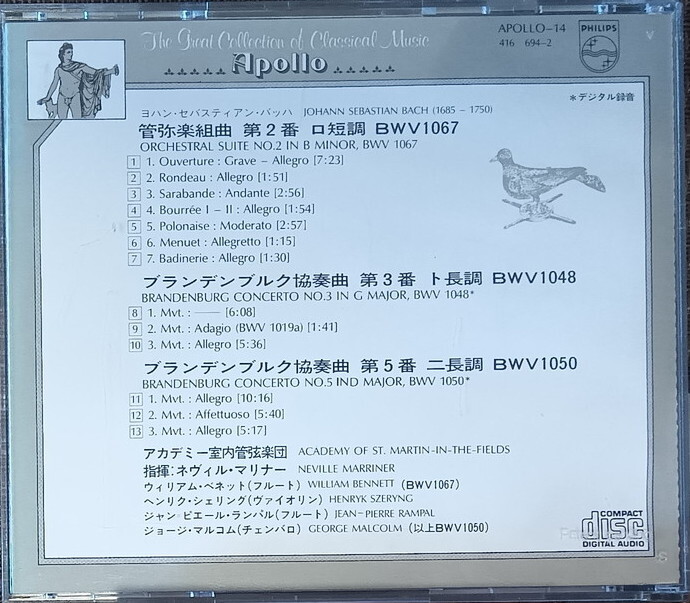 The Great Collection of Classical Music
Apollo
APOLLO-14
416 694-2
PHILIPS
*デジタル録音
ヨハン・セバスティアン・バッハ JOHANN SEBASTIAN BACH (1685 – 1750)
管弥楽組曲 第2番 ロ短調 BWV1067
ORCHESTRAL SUITE NO.2 IN B MINOR, BWV 1067
1 1. Ouverture : Grave – Allegro [7:23]
2 2. Rondeau : Allegro [1:51]
3 3. Sarabande : Andante [2:56]
4 4. Bourrée I – II : Allegro [1:54]
5 5. Polonaise : Moderato [2:57]
6 6. Menuet : Allegretto [1:15]
7 7. Badinerie : Allegro [1:30]
ブランデンブルク協奏曲 第3番 ト長調 BWV1048
BRANDENBURG CONCERTO NO.3 IN G MAJOR, BWV 1048*
8 1. Mvt. : —— [6:08]
9 2. Mvt. : Adagio (BWV 1019a) [1:41]
10 3. Mvt. : Allegro [5:36]
ブランデンブルク協奏曲 第5番 ニ長調 BWV1050
BRANDENBURG CONCERTO NO.5 IND MAJOR, BWV 1050*
11 1. Mvt. : Allegro [10:16]
12 2. Mvt. : Affettuoso [5:40]
13 3. Mvt. : Allegro [5:17]
アカデミー室内管弦楽団 ACADEMY OF ST. MARTIN-IN-THE-FIELDS
指揮:ネヴィル・マリナー NEVILLE MARRINER
ウィリアム・ベネット(フルート) WILLIAM BENNETT (BWV1067)
ヘンリク・シェリング(ヴァイオリン) HENRYK SZERYNG
ジャン・ピエール・ランパル(フルート) JEAN-PIERRE RAMPAL
ジョージ・マルコム(チェンバロ) GEORGE MALCOLM (以上BWV1050)
COMPACT
disc
DIGITAL AUDIO